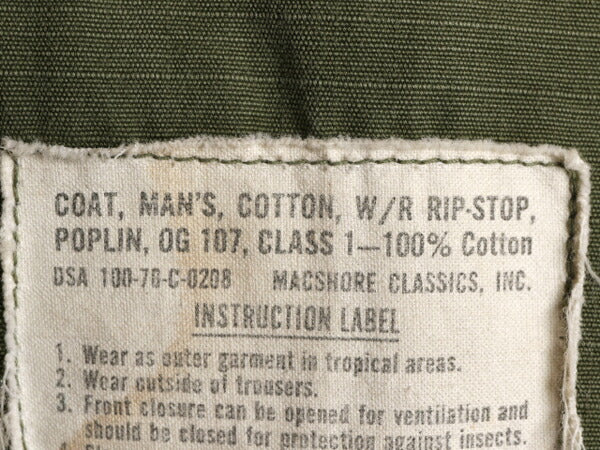 COAT, MAN'S, COTTON, W/R RIP-STOP,
POPLIN, OG 107, CLASS 1—100% Cotton
DSA 100-70-C-0208 MACSHORE CLASSICS, INC.
INSTRUCTION LABEL
1. Wear as outer garment in tropical areas.
2. Wear outside of trousers.
3. Front closure can be opened for ventilation and
should be closed for protection against insects.